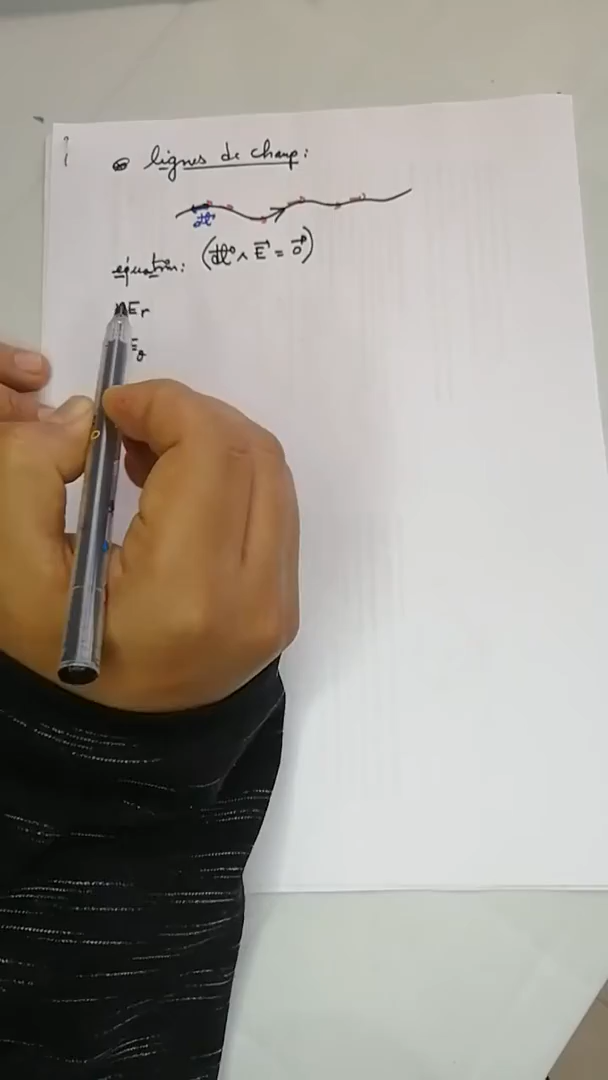 lignes de champ:
dl⃗
équation: (dl⃗ ∧ E⃗ = 0⃗)
Er
Eθ